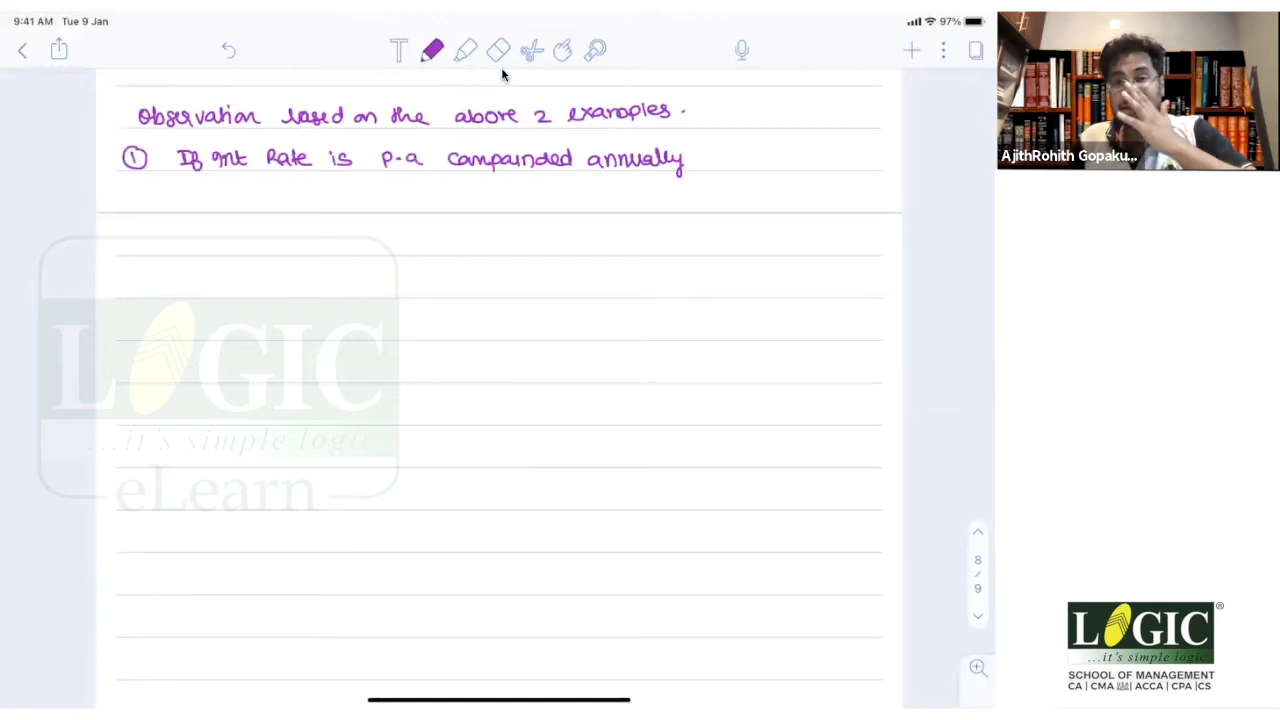 9:41 AM Tue 9 Jan
97%
T
Observation based on the above 2 examples.
① If Int Rate is p.a compounded annually
LOGIC
...it's simple logic.
eLearn
8
/
9
AjithRohith Gopaku...
LOGIC®
...it's simple logic
SCHOOL OF MANAGEMENT
CA | CMA | ACCA | CPA | CS